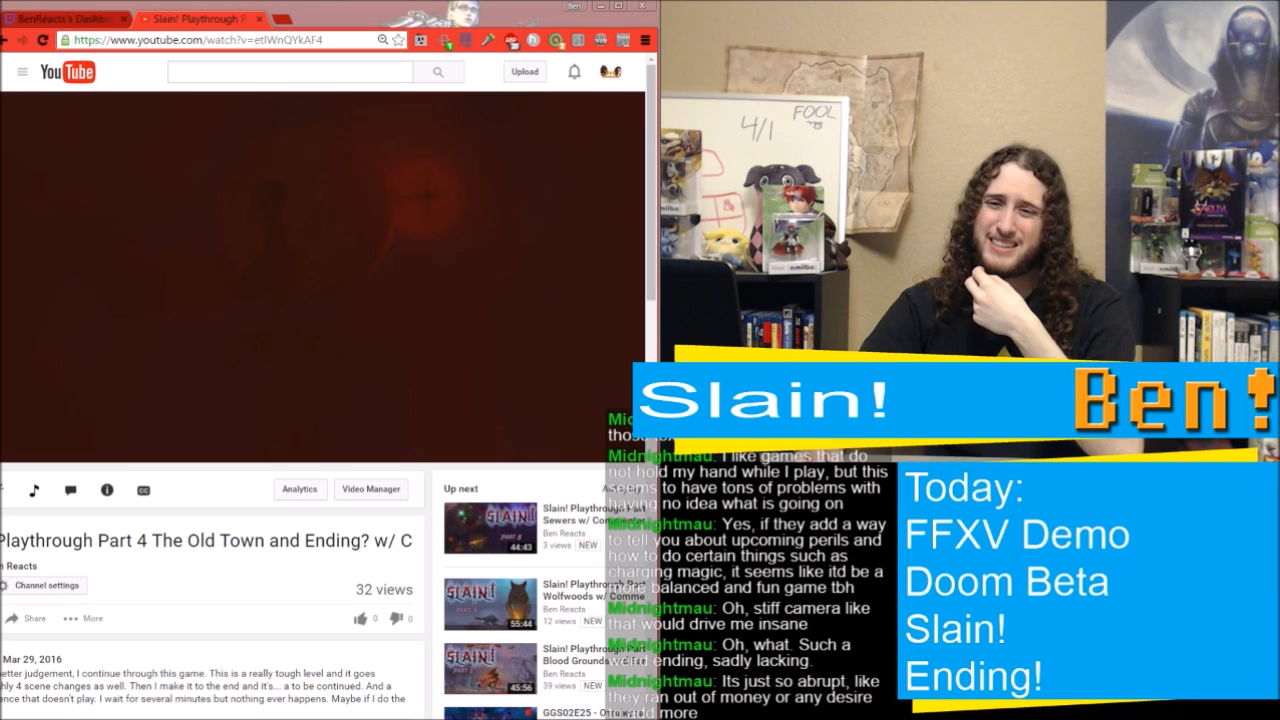 BenReacts's Dashbo
Slain! Playthrough P
Ben
https://www.youtube.com/watch?v=etlWnQYkAF4
YouTube
Upload
4/1
FOOL
amiibo
ZELDA
Slain!
Ben!
Analytics
Video Manager
Up next
Playthrough Part 4 The Old Town and Ending? w/ C
n Reacts
Channel settings
32 views
Share
More
0
0
Mar 29, 2016
etter judgement, I continue through this game. This is a really tough level and it goes
hly 4 scene changes as well. Then I make it to the end and it's... a to be continued. And a
ence that doesn't play. I wait for several minutes but nothing ever happens. Maybe if I do the
SLAIN!
44:43
Slain! Playthrough Part
Sewers w/
Ben Reacts
3 views NEW
SLAIN!
55:44
Slain! Playthrough Part
Wolfwoods w/ Comme
Ben Reacts
12 views NEW
SLAIN!
45:56
Slain! Playthrough Part
Blood Grounds
Ben Reacts
39 views NEW
GGS02E25 -
Midnightmau: I like games that do
not hold my hand while I play, but this
seems to have tons of problems with
having no idea what is going on
Midnightmau: Yes, if they add a way
to tell you about upcoming perils and
how to do certain things such as
charging magic, it seems like itd be a
more balanced and fun game tbh
Midnightmau: Oh, stiff camera like
that would drive me insane
Midnightmau: Oh, what. Such a
weird ending, sadly lacking.
Midnightmau: Its just so abrupt, like
they ran out of money or any desire
to add more
Today:
FFXV Demo
Doom Beta
Slain!
Ending!